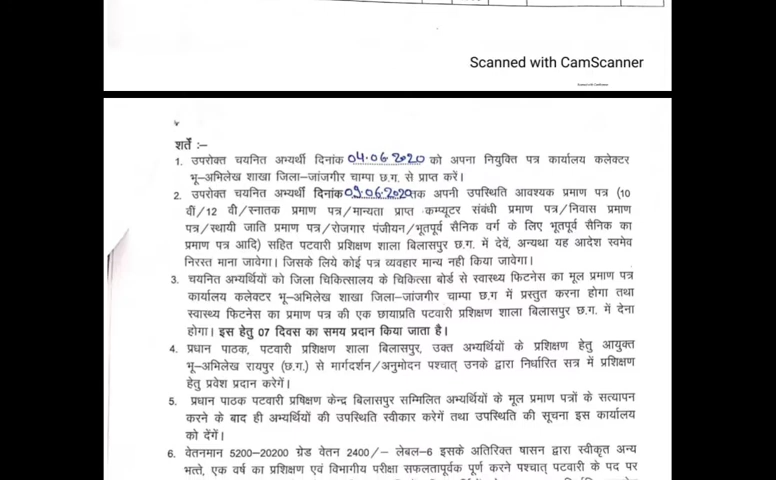 Scanned with CamScanner
Scanned with CamScanner
शर्तें :–
1. उपरोक्त चयनित अभ्यर्थी दिनांक 04.06.2020 को अपना नियुक्ति पत्र कार्यालय कलेक्टर
भू–अभिलेख शाखा जिला–जांजगीर चाम्पा छ.ग. से प्राप्त करें।
2. उपरोक्त चयनित अभ्यर्थी दिनांक 09.06.2020 तक अपनी उपस्थिति आवश्यक प्रमाण पत्र (10
वीं/12 वी/स्नातक प्रमाण पत्र/मान्यता प्राप्त कम्प्यूटर संबंधी प्रमाण पत्र/निवास प्रमाण
पत्र/स्थायी जाति प्रमाण पत्र/रोजगार पंजीयन/भूतपूर्व सैनिक वर्ग के लिए भूतपूर्व सैनिक का
प्रमाण पत्र आदि) सहित पटवारी प्रशिक्षण शाला बिलासपुर छ.ग. में देवें, अन्यथा यह आदेश स्वमेव
निरस्त माना जावेगा। जिसके लिये कोई पत्र व्यवहार मान्य नही किया जावेगा।
3. चयनित अभ्यर्थियों को जिला चिकित्सालय के चिकित्सा बोर्ड से स्वास्थ्य फिटनेस का मूल प्रमाण पत्र
कार्यालय कलेक्टर भू–अभिलेख शाखा जिला–जांजगीर चाम्पा छ.ग में प्रस्तुत करना होगा तथा
स्वास्थ्य फिटनेस का प्रमाण पत्र की एक छायाप्रति पटवारी प्रशिक्षण शाला बिलासपुर छ.ग. में देना
होगा। इस हेतु 07 दिवस का समय प्रदान किया जाता है।
4. प्रधान पाठक, पटवारी प्रशिक्षण शाला बिलासपुर, उक्त अभ्यर्थियों के प्रशिक्षण हेतु आयुक्त
भू–अभिलेख रायपुर (छ.ग.) से मार्गदर्शन/अनुमोदन पश्चात् उनके द्वारा निर्धारित सत्र में प्रशिक्षण
हेतु प्रवेश प्रदान करेगें।
5. प्रधान पाठक पटवारी प्रषिक्षण केन्द्र बिलासपुर सम्मिलित अभ्यर्थियों के मूल प्रमाण पत्रों के सत्यापन
करने के बाद ही अभ्यर्थियों की उपस्थिति स्वीकार करेगें तथा उपस्थिति की सूचना इस कार्यालय
को देंगें।
6. वेतनमान 5200-20200 ग्रेड वेतन 2400/– लेबल–6 इसके अतिरिक्त षासन द्वारा स्वीकृत अन्य
भत्ते, एक वर्ष का प्रशिक्षण एवं विभागीय परीक्षा सफलतापूर्वक पूर्ण करने पश्चात् पटवारी के पद पर